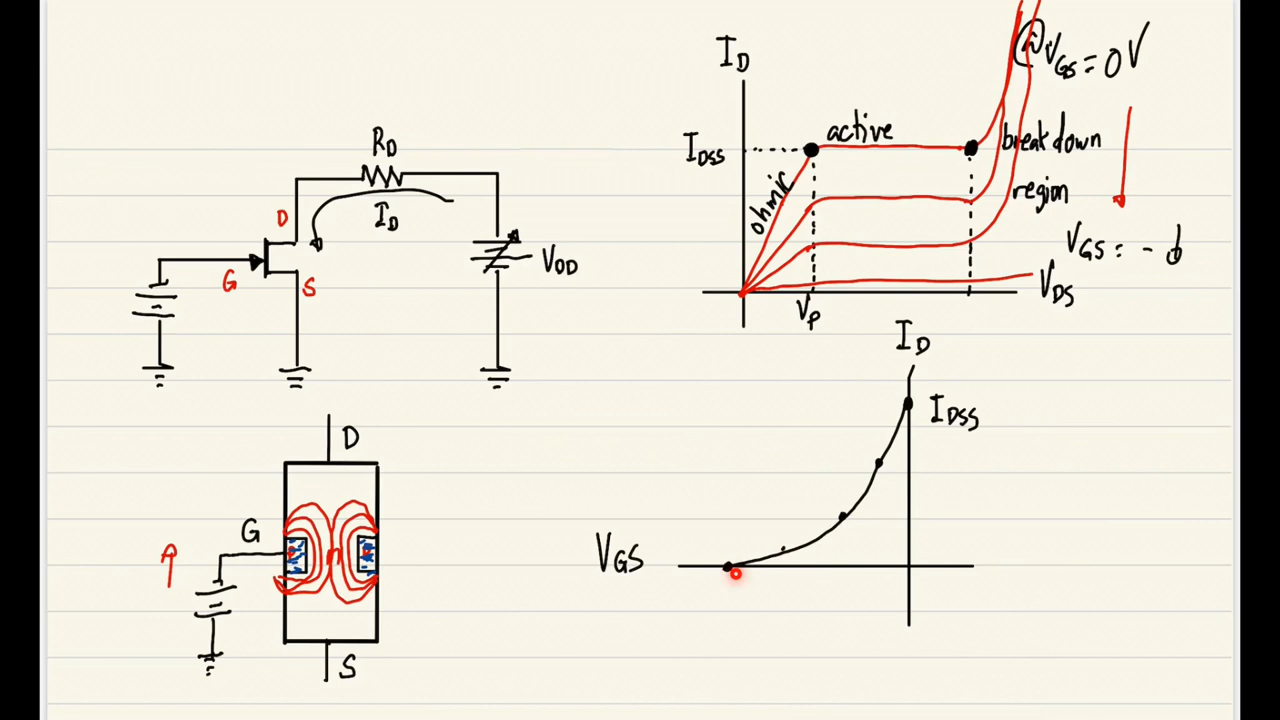 R_D
I_D
D
G
S
V_DD
I_D
@ V_GS = 0V
I_DSS
active
breakdown
region
ohmic
V_GS = -
V_DS
V_P
I_D
I_DSS
V_GS
D
G
n
S